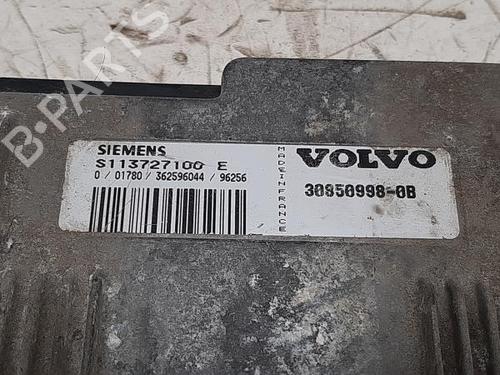 B-PARTS
SIEMENS
S113727100 E
0 / 01780 / 362596044 / 96256
MADE IN FRANCE
VOLVO
30850998-0B